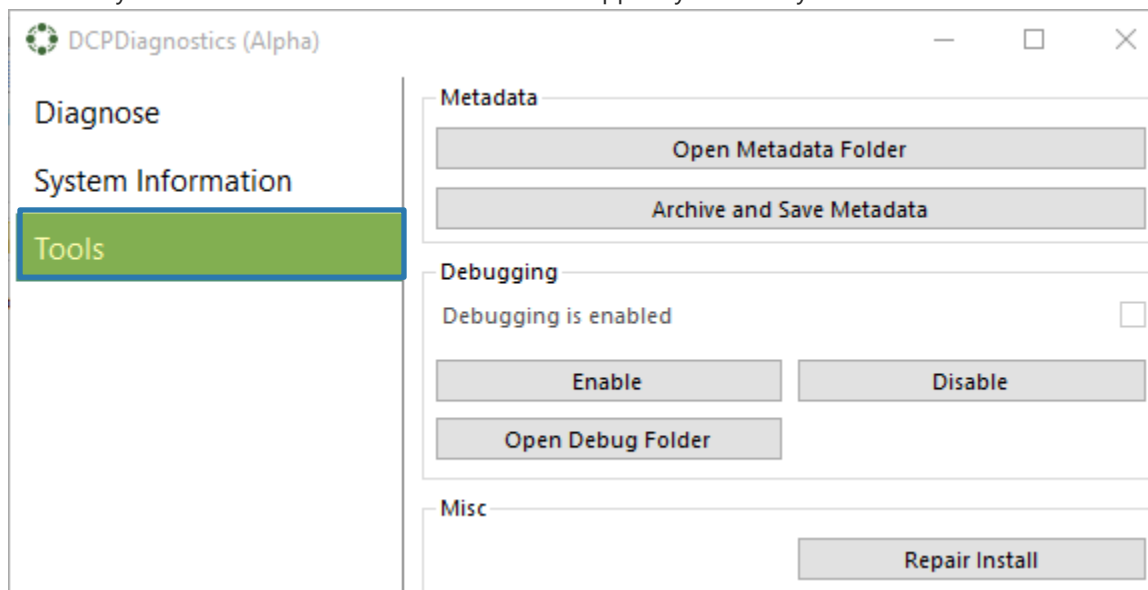 DCPDiagnostics (Alpha)
Diagnose
System Information
Tools
Metadata
Open Metadata Folder
Archive and Save Metadata
Debugging
Debugging is enabled
Enable
Disable
Open Debug Folder
Misc
Repair Install